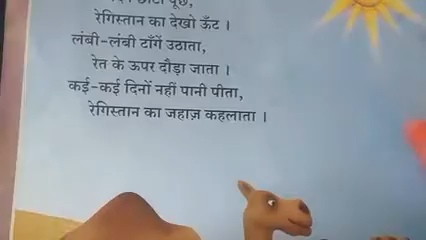 छोटी पूँछ,
रेगिस्तान का देखो ऊँट ।
लंबी-लंबी टाँगें उठाता,
रेत के ऊपर दौड़ा जाता ।
कई-कई दिनों नहीं पानी पीता,
रेगिस्तान का जहाज़ कहलाता ।